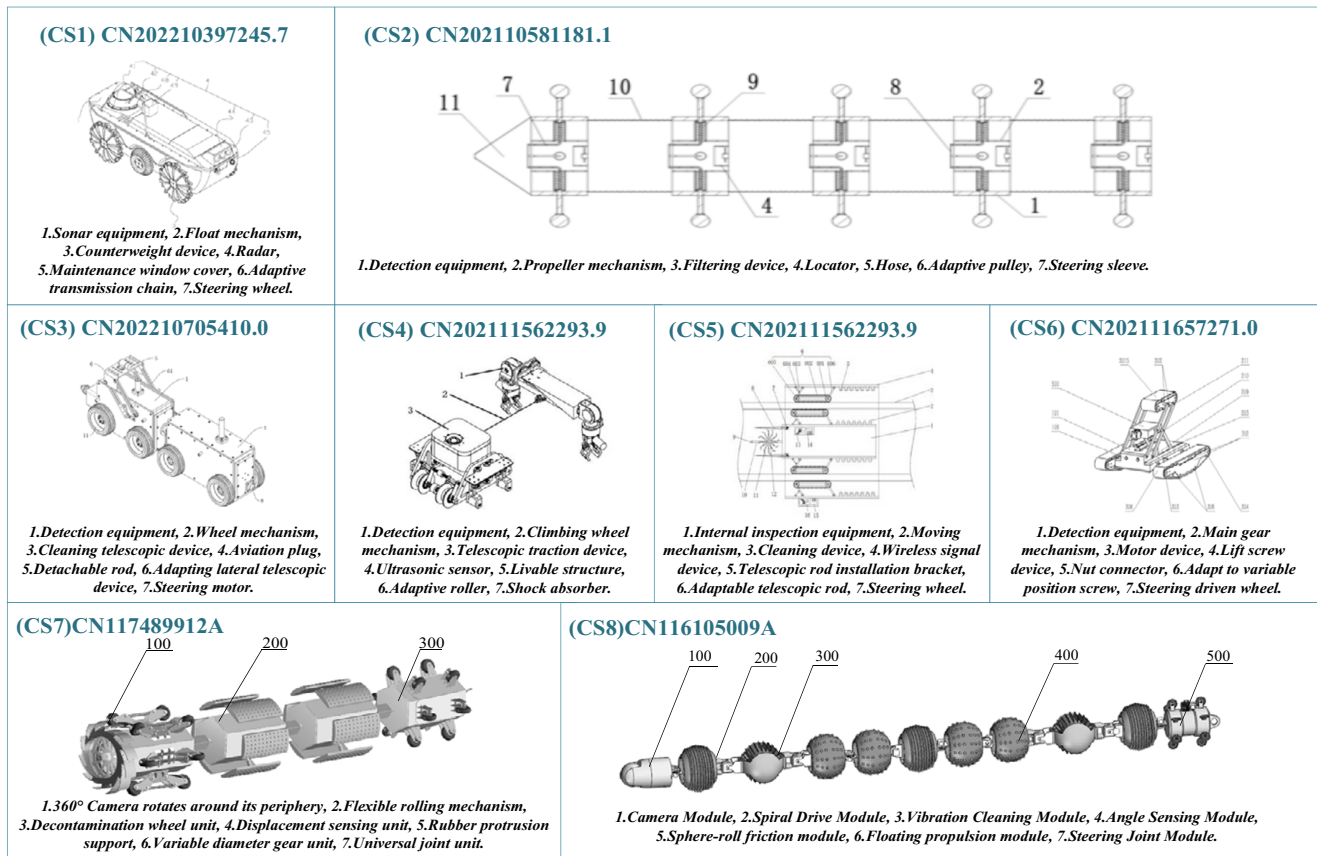 (CS1) CN202210397245.7
1.Sonar equipment, 2.Float mechanism,
3.Counterweight device, 4.Radar,
5.Maintenance window cover, 6.Adaptive
transmission chain, 7.Steering wheel.
(CS2) CN202110581181.1
11
7
10
9
8
2
4
1
1.Detection equipment, 2.Propeller mechanism, 3.Filtering device, 4.Locator, 5.Hose, 6.Adaptive pulley, 7.Steering sleeve.
(CS3) CN202210705410.0
1.Detection equipment, 2.Wheel mechanism,
3.Cleaning telescopic device, 4.Aviation plug,
5.Detachable rod, 6.Adapting lateral telescopic
device, 7.Steering motor.
(CS4) CN202111562293.9
1
2
3
1.Detection equipment, 2.Climbing wheel
mechanism, 3.Telescopic traction device,
4.Ultrasonic sensor, 5.Livable structure,
6.Adaptive roller, 7.Shock absorber.
(CS5) CN202111562293.9
1.Internal inspection equipment, 2.Moving
mechanism, 3.Cleaning device, 4.Wireless signal
device, 5.Telescopic rod installation bracket,
6.Adaptable telescopic rod, 7.Steering wheel.
(CS6) CN202111657271.0
1.Detection equipment, 2.Main gear
mechanism, 3.Motor device, 4.Lift screw
device, 5.Nut connector, 6.Adapt to variable
position screw, 7.Steering driven wheel.
(CS7)CN117489912A
100
200
300
1.360° Camera rotates around its periphery, 2.Flexible rolling mechanism,
3.Decontamination wheel unit, 4.Displacement sensing unit, 5.Rubber protrusion
support, 6.Variable diameter gear unit, 7.Universal joint unit.
(CS8)CN116105009A
100
200
300
400
500
1.Camera Module, 2.Spiral Drive Module, 3.Vibration Cleaning Module, 4.Angle Sensing Module,
5.Sphere-roll friction module, 6.Floating propulsion module, 7.Steering Joint Module.